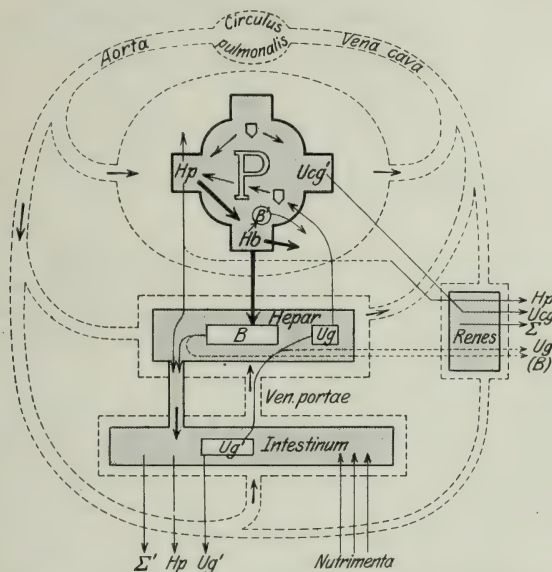 Circulus
pulmonalis
Aorta
Vena cava
Hp
P
Ucg'
B'
Hb
Hepar
B
Ug
Renes
Hp
Ucg
Σ
Ug
(B)
Ven. portae
Ug'
Intestinum
Σ' Hp Ug' Nutrimenta